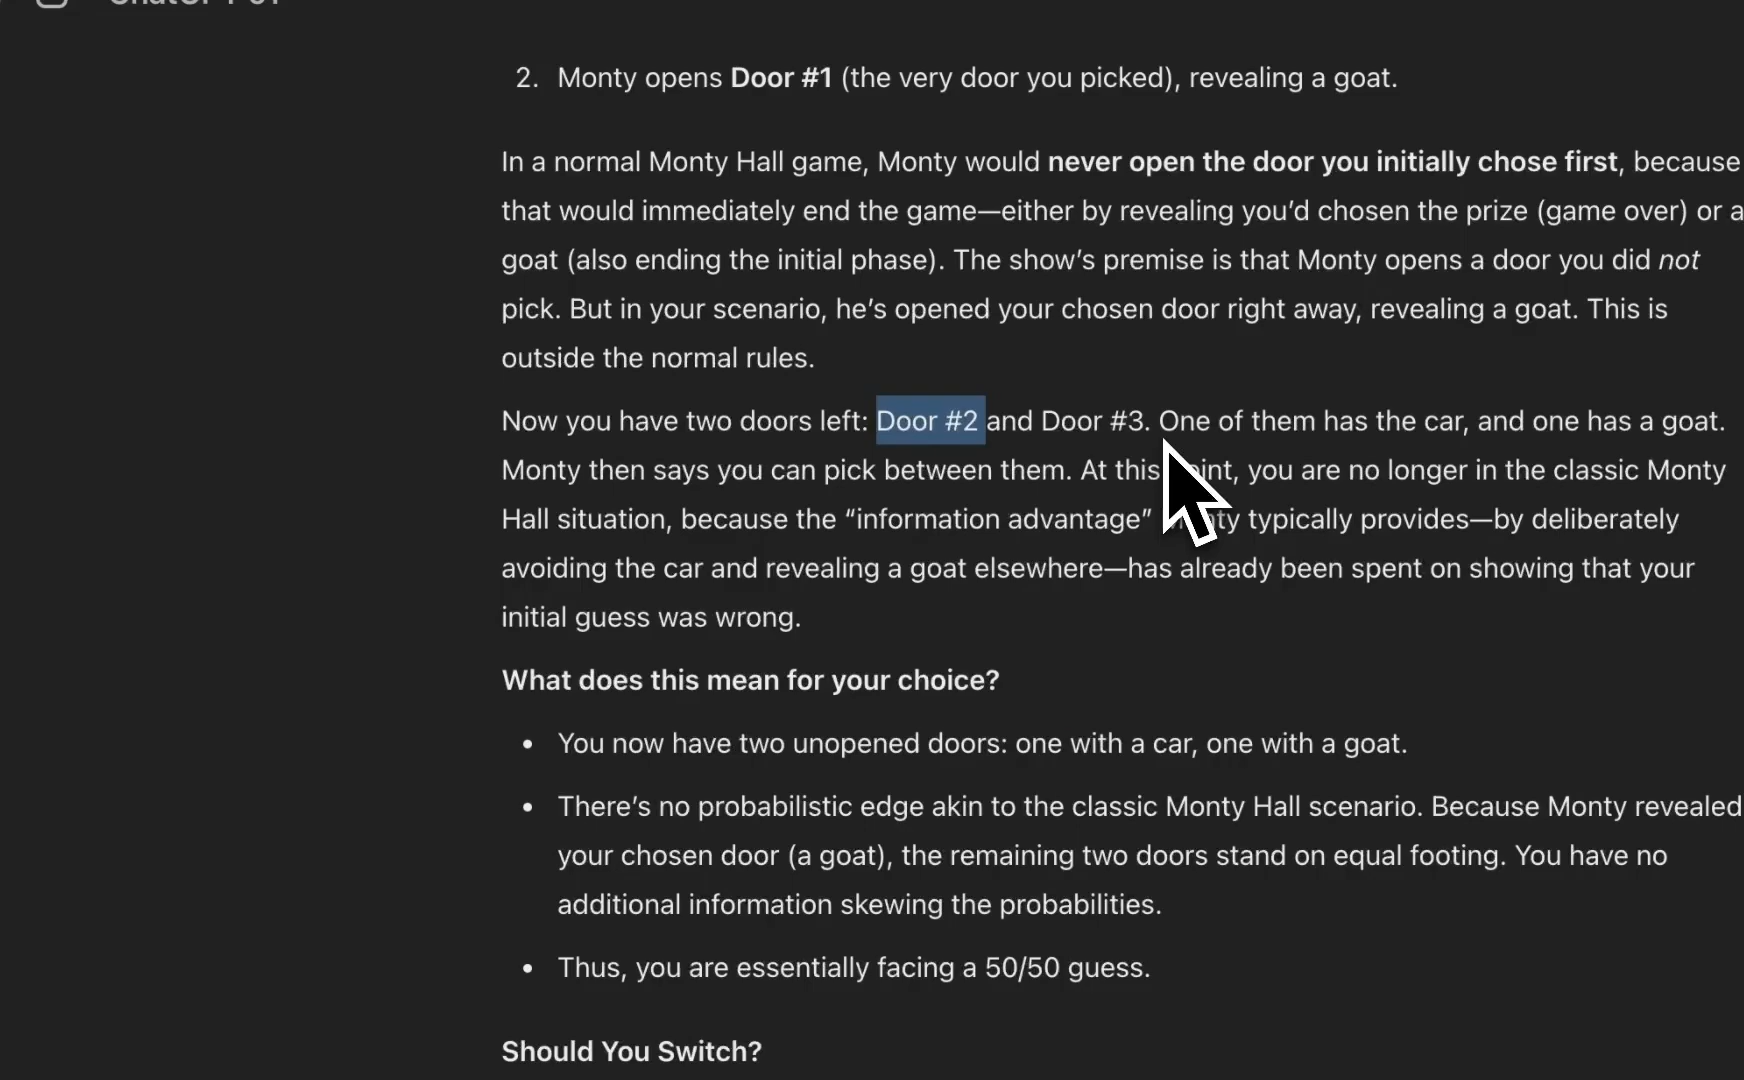 2. Monty opens Door #1 (the very door you picked), revealing a goat.
In a normal Monty Hall game, Monty would never open the door you initially chose first, because
that would immediately end the game—either by revealing you’d chosen the prize (game over) or a
goat (also ending the initial phase). The show’s premise is that Monty opens a door you did not
pick. But in your scenario, he’s opened your chosen door right away, revealing a goat. This is
outside the normal rules.
Now you have two doors left: Door #2 and Door #3. One of them has the car, and one has a goat.
Monty then says you can pick between them. At this point, you are no longer in the classic Monty
Hall situation, because the “information advantage” Monty typically provides—by deliberately
avoiding the car and revealing a goat elsewhere—has already been spent on showing that your
initial guess was wrong.
What does this mean for your choice?
• You now have two unopened doors: one with a car, one with a goat.
• There’s no probabilistic edge akin to the classic Monty Hall scenario. Because Monty revealed
your chosen door (a goat), the remaining two doors stand on equal footing. You have no
additional information skewing the probabilities.
• Thus, you are essentially facing a 50/50 guess.
Should You Switch?